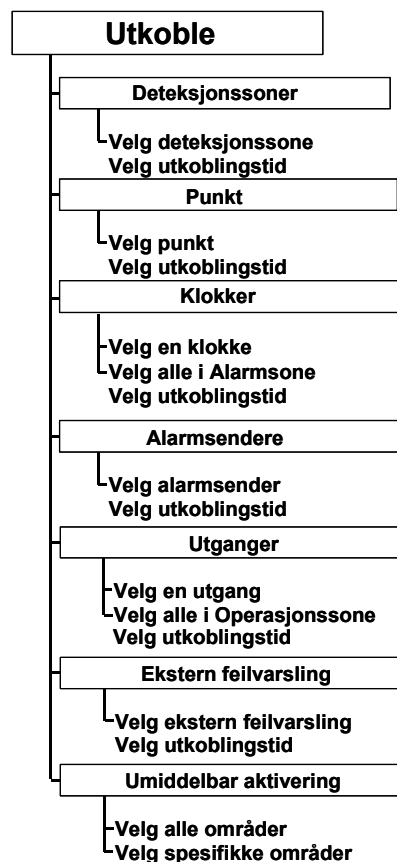 Utkoble
Deteksjonssoner
Velg deteksjonssone
Velg utkoblingstid
Punkt
Velg punkt
Velg utkoblingstid
Klokker
Velg en klokke
Velg alle i Alarmsone
Velg utkoblingstid
Alarmsendere
Velg alarmsender
Velg utkoblingstid
Utganger
Velg en utgang
Velg alle i Operasjonssone
Velg utkoblingstid
Ekstern feilvarsling
Velg ekstern feilvarsling
Velg utkoblingstid
Umiddelbar aktivering
Velg alle områder
Velg spesifikke områder